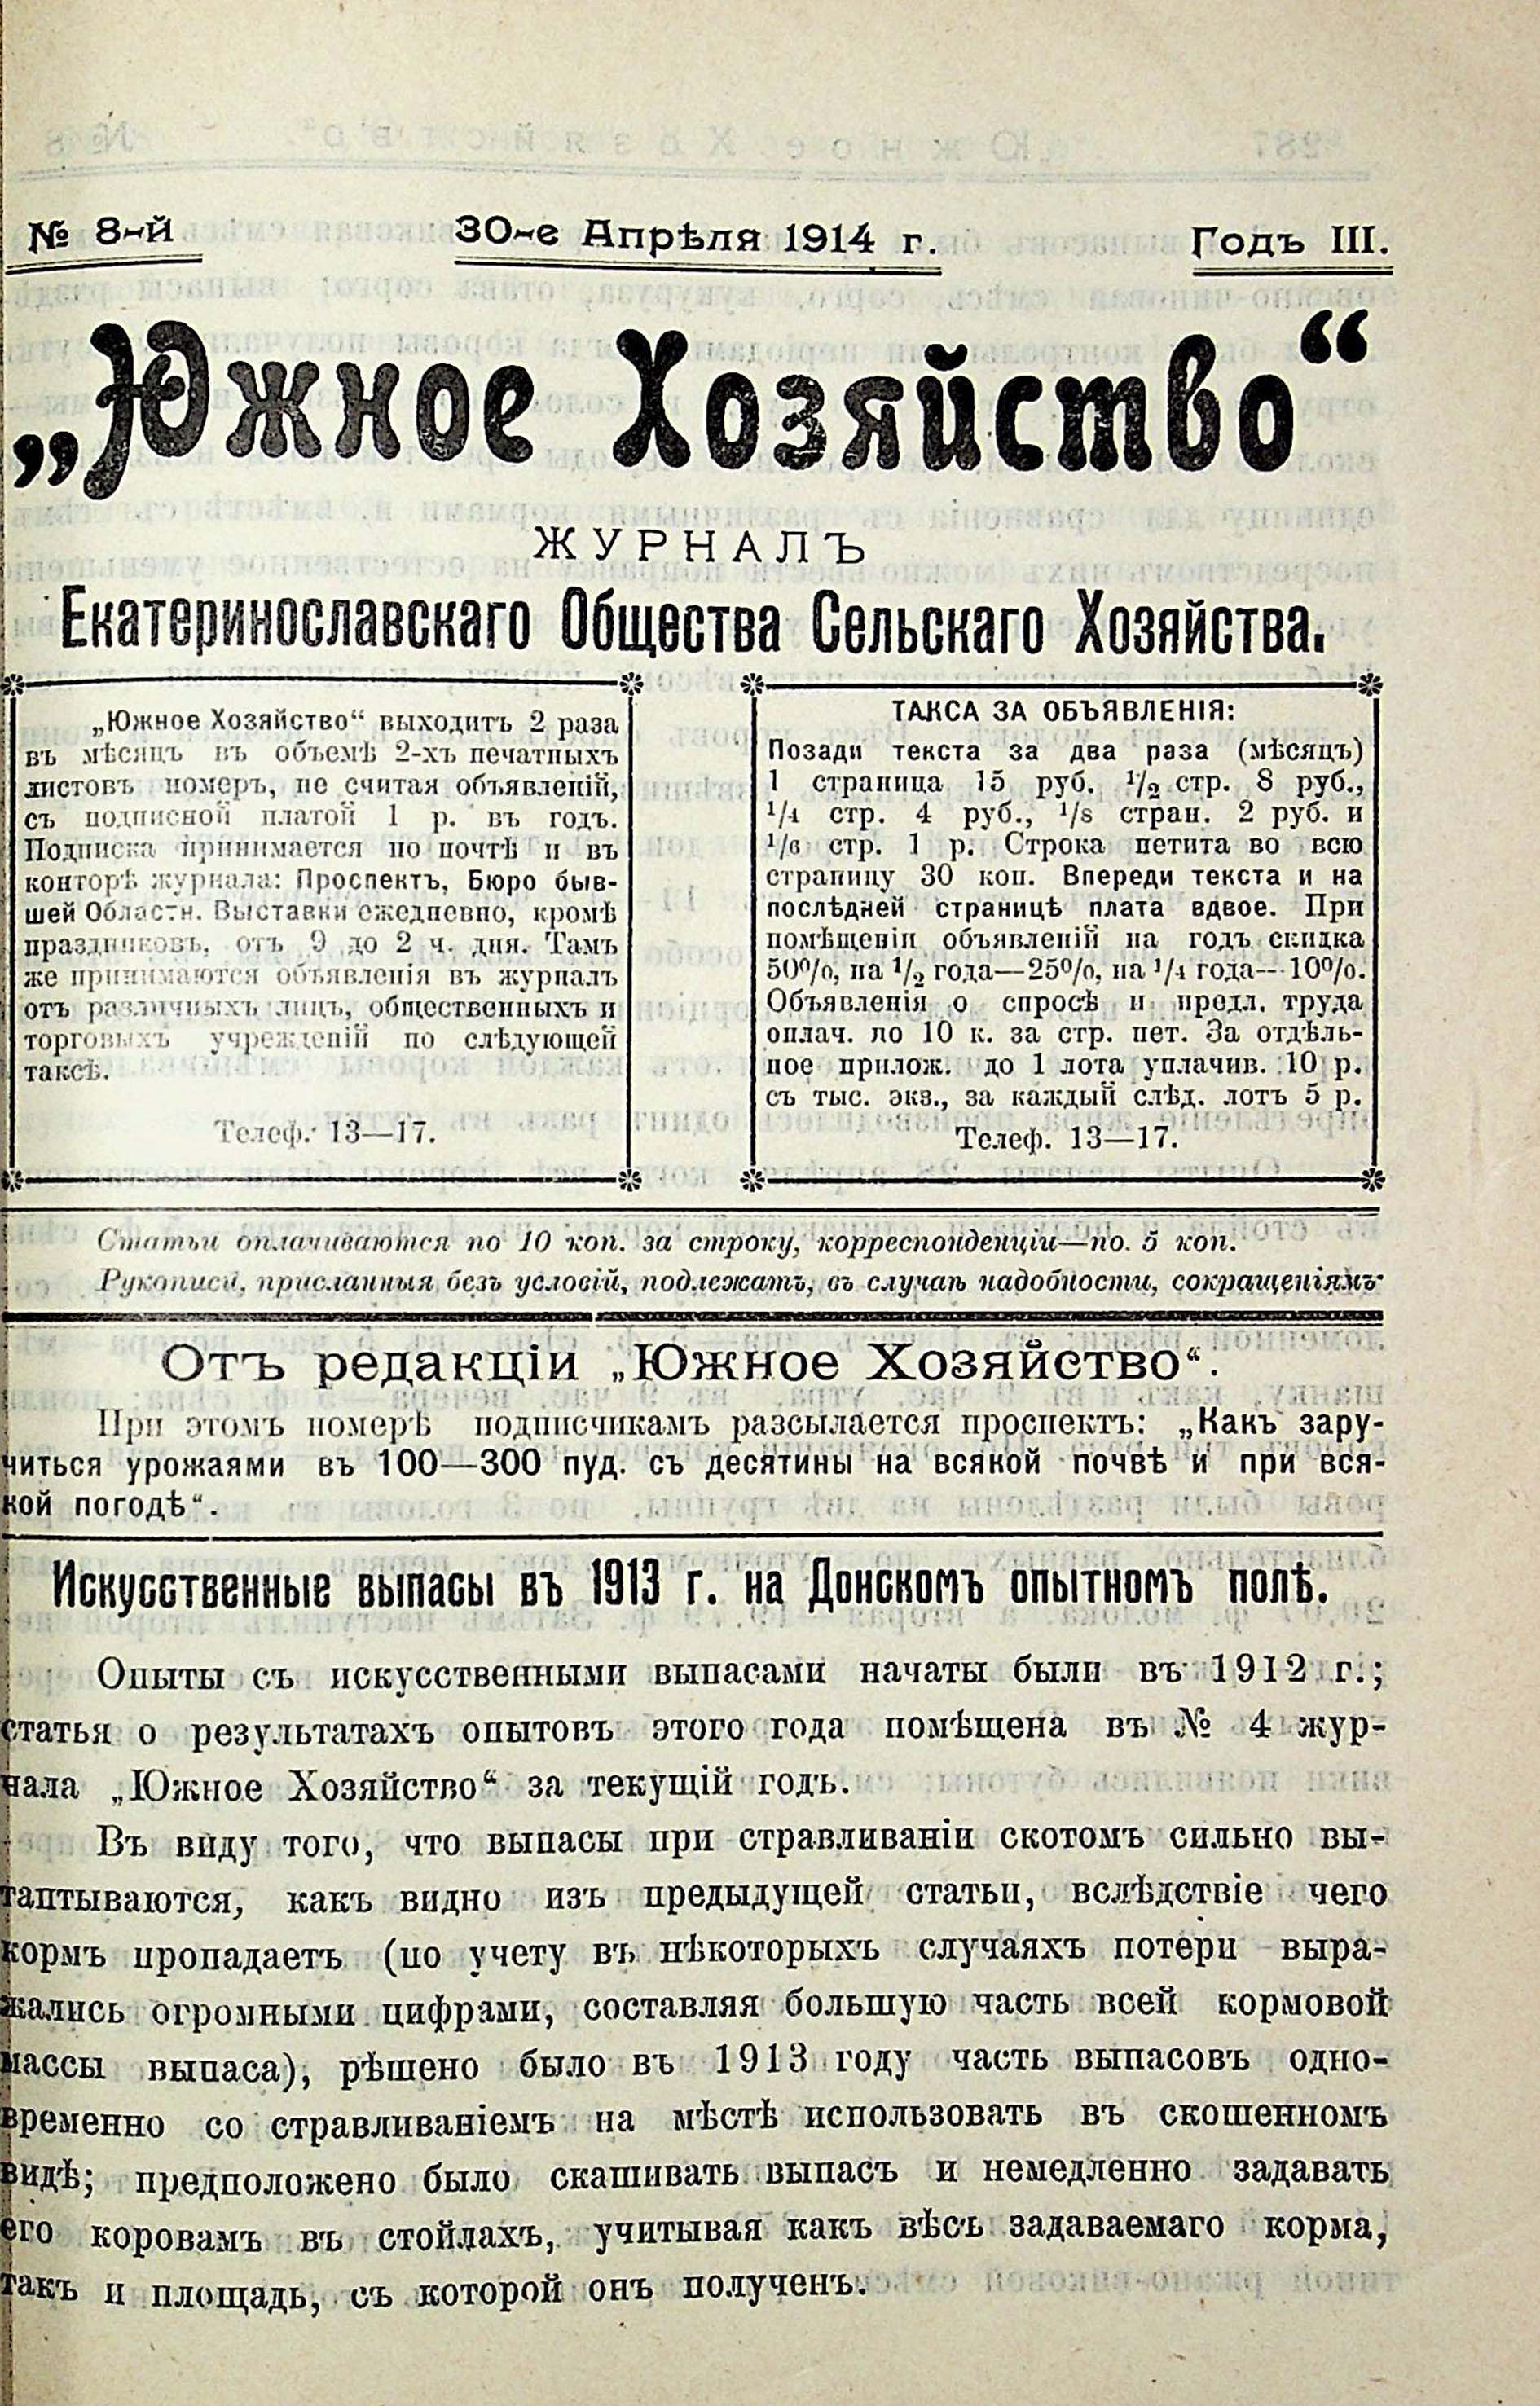 № 8-й 30-е Апрѣля 1914 г. Годъ III.
„Южное Хозяйство“
ЖУРНАЛЪ
Екатеринославскаго Общества Сельскаго Хозяйства.
„Южное Хозяйство“ выходитъ 2 раза
въ мѣсяцъ въ объемѣ 2-хъ печатныхъ
листовъ номеръ, не считая объявленій,
съ подписной платой 1 р. въ годъ.
Подписка принимается по почтѣ и въ
конторѣ журнала: Проспектъ, Бюро быв-
шей Областн. Выставки ежедневно, кромѣ
праздниковъ, отъ 9 до 2 ч. дня. Тамъ
же принимаются объявленія въ журналъ
отъ различныхъ лицъ, общественныхъ и
торговыхъ учрежденій по слѣдующей
таксѣ.
Телеф. 13—17.
ТАКСА ЗА ОБЪЯВЛЕНІЯ:
Позади текста за два раза (мѣсяцъ)
1 страница 15 руб. 1/2 стр. 8 руб.,
1/4 стр. 4 руб., 1/8 стран. 2 руб. и
1/6 стр. 1 р. Строка петита во всю
страницу 30 коп. Впереди текста и на
послѣдней страницѣ плата вдвое. При
помѣщеніи объявленій на годъ скидка
50%, на 1/2 года—25%, на 1/4 года—10%.
Объявленія о спросѣ и предл. труда
оплач. по 10 к. за стр. пет. За отдѣль-
ное прилож. до 1 лота уплачив. 10 р.
съ тыс. экз., за каждый слѣд. лотъ 5 р.
Телеф. 13—17.
Статьи оплачиваются по 10 коп. за строку, корреспонденціи—по. 5 коп.
Рукописи, присланныя безъ условій, подлежатъ, въ случаѣ надобности, сокращеніямъ
Отъ редакціи „Южное Хозяйство“.
При этомъ номерѣ подписчикамъ разсылается проспектъ: „Какъ зару-
читься урожаями въ 100—300 пуд. съ десятины на всякой почвѣ и при вся-
кой погодѣ“.
Искусственные выпасы въ 1913 г. на Донскомъ опытномъ полѣ.
Опыты съ искусственными выпасами начаты были въ 1912 г.;
статья о результатахъ опытовъ этого года помѣщена въ № 4 жур-
нала „Южное Хозяйство“ за текущій годъ.
Въ виду того, что выпасы при стравливаніи скотомъ сильно вы-
таптываются, какъ видно изъ предыдущей статьи, вслѣдствіе чего
кормъ пропадаетъ (по учету въ нѣкоторыхъ случаяхъ потери выра-
жались огромными цифрами, составляя большую часть всей кормовой
массы выпаса), рѣшено было въ 1913 году часть выпасовъ одно-
временно со стравливаніемъ на мѣстѣ использовать въ скошенномъ
видѣ; предположено было скашивать выпасъ и немедленно задавать
его коровамъ въ стойлахъ, учитывая какъ вѣсъ задаваемаго корма,
такъ и площадь, съ которой онъ полученъ.